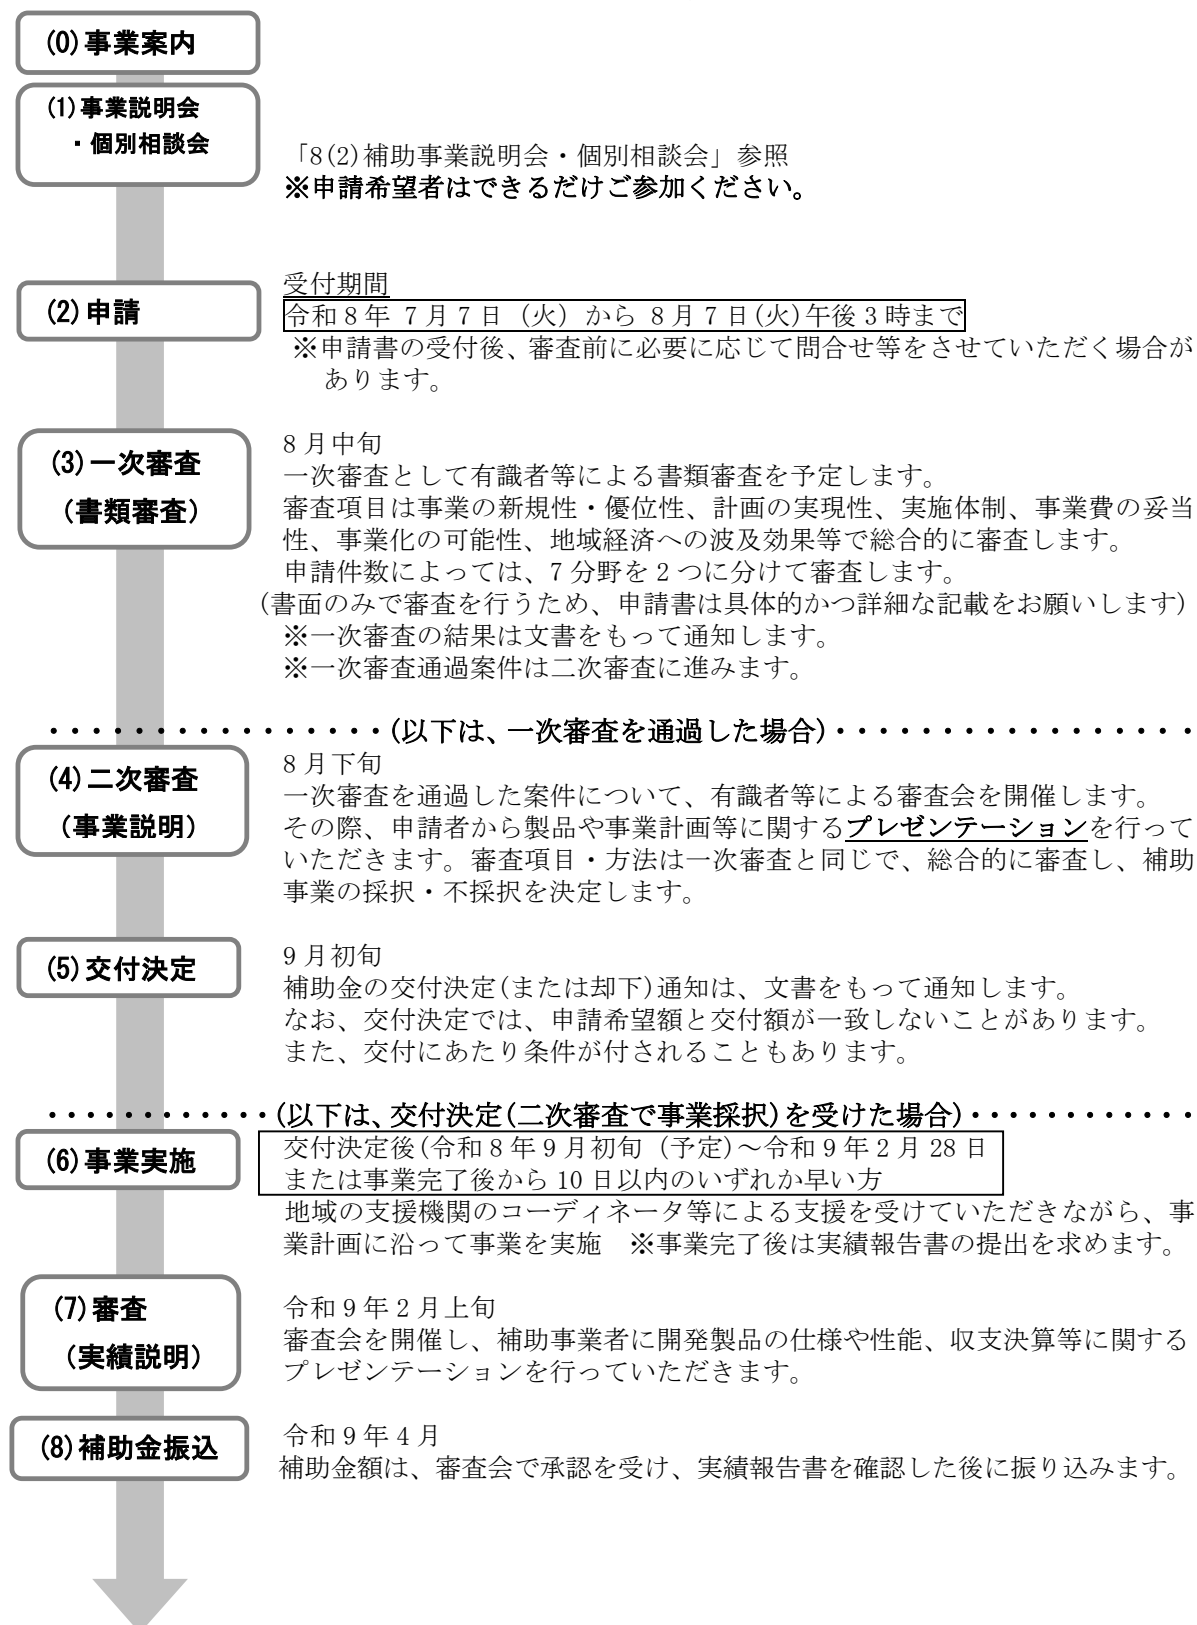 (0)事業案内
(1)事業説明会
・個別相談会
「8(2)補助事業説明会・個別相談会」参照
※申請希望者はできるだけご参加ください。
受付期間
(2)申請
令和8年 7月7日 (火) から 8月7日(火)午後3時まで
※申請書の受付後、審査前に必要に応じて問合せ等をさせていただく場合が
あります。
(3)一次審査
(書類審査)
8月中旬
一次審査として有識者等による書類審査を予定します。
審査項目は事業の新規性・優位性、計画の実現性、実施体制、事業費の妥当
性、事業化の可能性、地域経済への波及効果等で総合的に審査します。
申請件数によっては、7分野を2つに分けて審査します。
(書面のみで審査を行うため、申請書は具体的かつ詳細な記載をお願いします)
※一次審査の結果は文書をもって通知します。
※一次審査通過案件は二次審査に進みます。
・・・・・・・・・・・・・・・・(以下は、一次審査を通過した場合)・・・・・・・・・・・・・・・・・
(4)二次審査
(事業説明)
8月下旬
一次審査を通過した案件について、有識者等による審査会を開催します。
その際、申請者から製品や事業計画等に関するプレゼンテーションを行って
いただきます。審査項目・方法は一次審査と同じで、総合的に審査し、補助
事業の採択・不採択を決定します。
(5)交付決定
9月初旬
補助金の交付決定(または却下)通知は、文書をもって通知します。
なお、交付決定では、申請希望額と交付額が一致しないことがあります。
また、交付にあたり条件が付されることもあります。
・・・・・・・・・・・・(以下は、交付決定(二次審査で事業採択)を受けた場合)・・・・・・・・・・・・
(6)事業実施
交付決定後(令和8年9月初旬 (予定)～令和9年2月28日
または事業完了後から10日以内のいずれか早い方
地域の支援機関のコーディネータ等による支援を受けていただきながら、事
業計画に沿って事業を実施　※事業完了後は実績報告書の提出を求めます。
(7)審査
(実績説明)
令和9年2月上旬
審査会を開催し、補助事業者に開発製品の仕様や性能、収支決算等に関する
プレゼンテーションを行っていただきます。
(8)補助金振込
令和9年4月
補助金額は、審査会で承認を受け、実績報告書を確認した後に振り込みます。